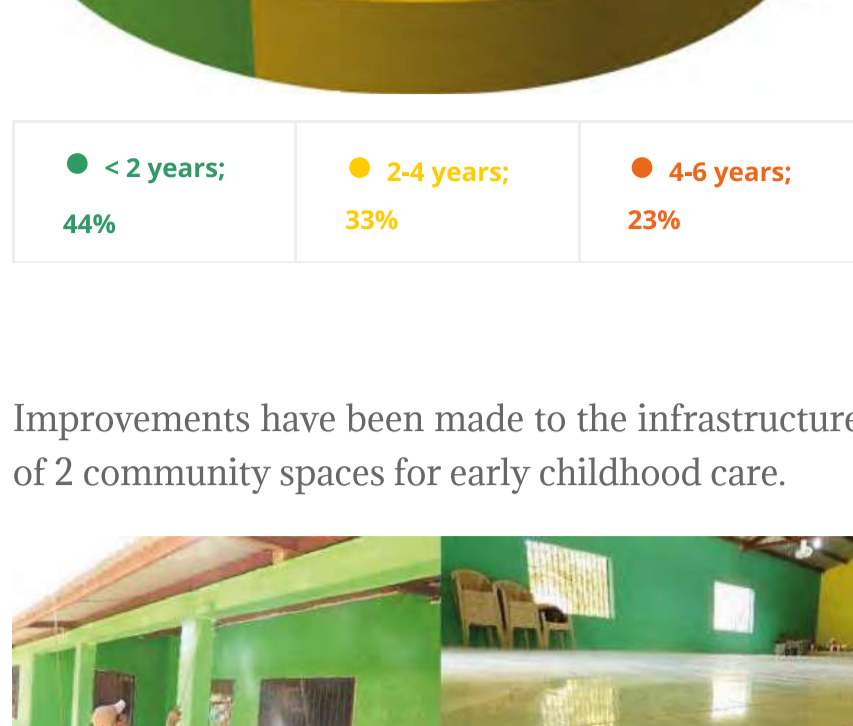 < 2 years;
44%
2-4 years;
33%
4-6 years;
23%
Improvements have been made to the infrastructure
of 2 community spaces for early childhood care.